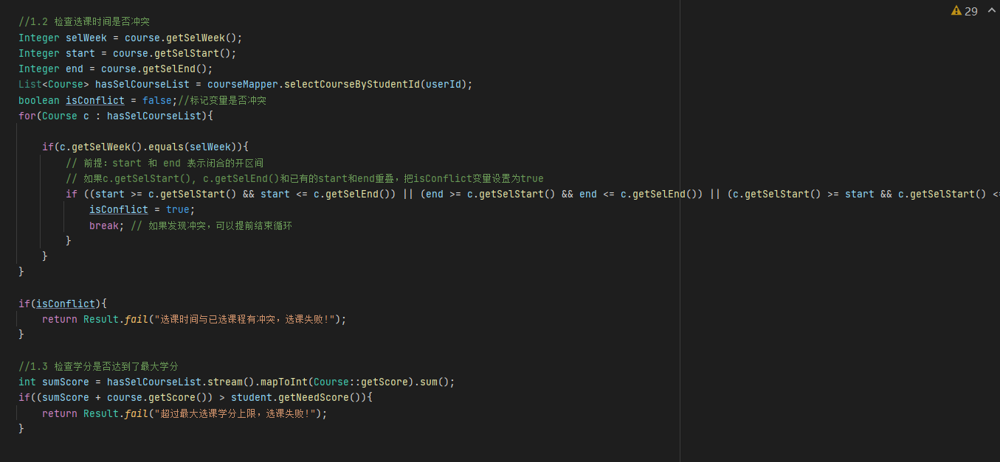 29
//1.2 检查选课时间是否冲突
Integer selWeek = course.getSelWeek();
Integer start = course.getSelStart();
Integer end = course.getSelEnd();
List<Course> hasSelCourseList = courseMapper.selectCourseByStudentId(userId);
boolean isConflict = false;//标记变量是否冲突
for(Course c : hasSelCourseList){
if(c.getSelWeek().equals(selWeek)){
// 前提：start 和 end 表示闭合的开区间
// 如果c.getSelStart(), c.getSelEnd()和已有的start和end重叠，把isConflict变量设置为true
if ((start >= c.getSelStart() && start <= c.getSelEnd()) || (end >= c.getSelStart() && end <= c.getSelEnd()) || (c.getSelStart() >= start && c.getSelStart() <=
isConflict = true;
break; // 如果发现冲突，可以提前结束循环
}
}
}
if(isConflict){
return Result.fail("选课时间与已选课程有冲突，选课失败!");
}
//1.3 检查学分是否达到了最大学分
int sumScore = hasSelCourseList.stream().mapToInt(Course::getScore).sum();
if((sumScore + course.getScore()) > student.getNeedScore()){
return Result.fail("超过最大选课学分上限，选课失败!");
}